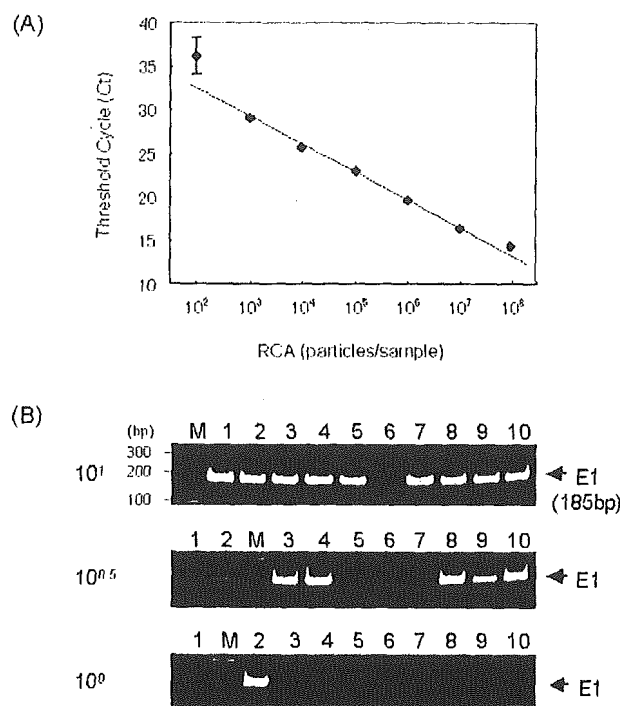 (A)
Threshold Cycle (Ct)
40
35
30
25
20
15
10
10² 10³ 10⁴ 10⁵ 10⁶ 10⁷ 10⁸
RCA (particles/sample)
(B)
(bp) M 1 2 3 4 5 6 7 8 9 10
300
10¹ 200 E1
100 (185bp)
1 2 M 3 4 5 6 7 8 9 10
10⁰·⁵ E1
1 M 2 3 4 5 6 7 8 9 10
10⁰ E1